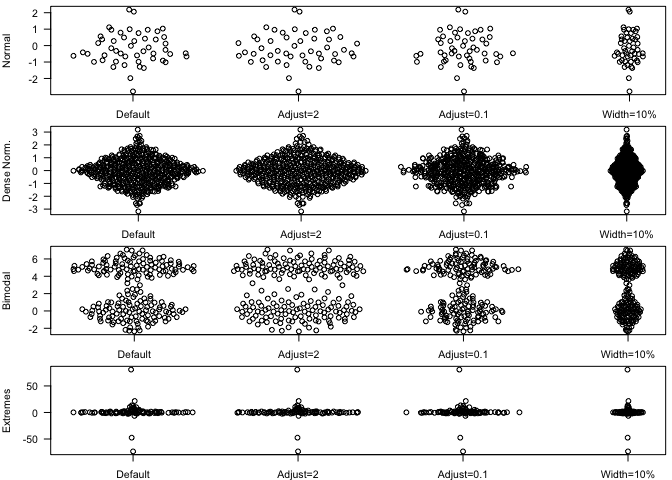 Normal
2
1
0
-1
-2
Default Adjust=2 Adjust=0.1 Width=10%
Dense Norm.
3
2
1
0
-1
-2
-3
Default Adjust=2 Adjust=0.1 Width=10%
Bimodal
6
4
2
0
-2
Default Adjust=2 Adjust=0.1 Width=10%
Extremes
50
0
-50
Default Adjust=2 Adjust=0.1 Width=10%